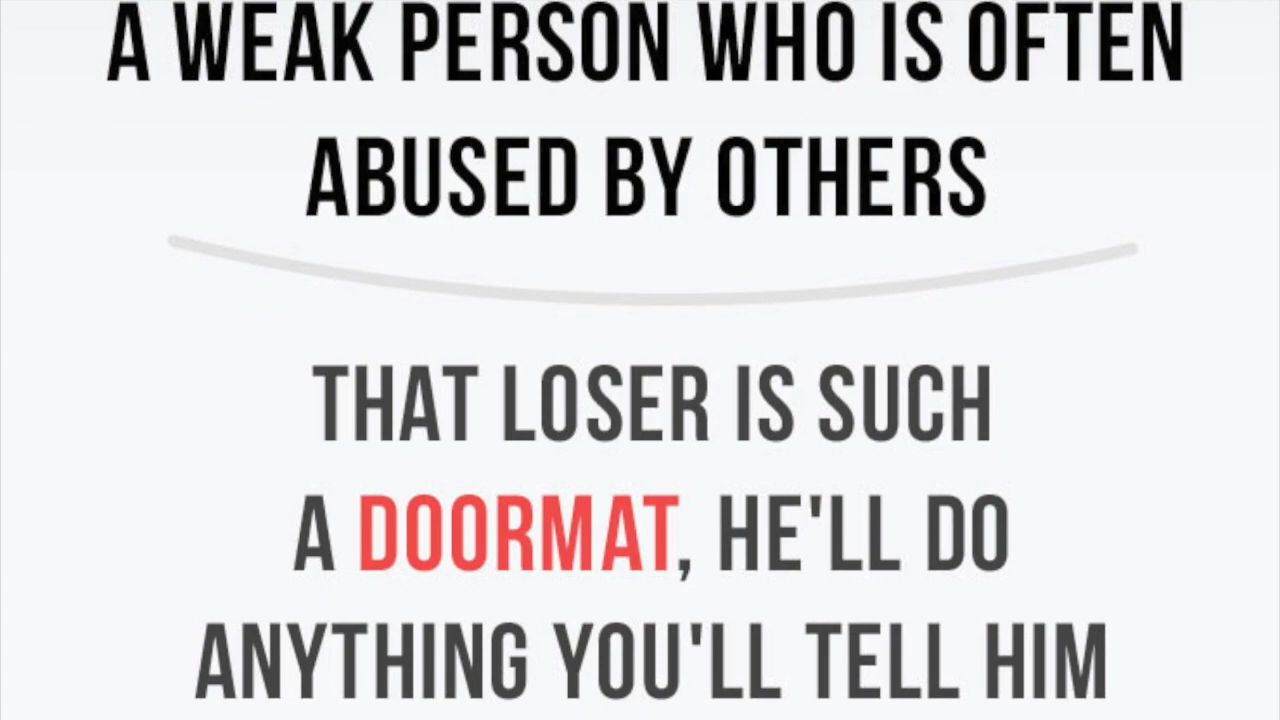 A WEAK PERSON WHO IS OFTEN
ABUSED BY OTHERS
THAT LOSER IS SUCH
A DOORMAT, HE'LL DO
ANYTHING YOU'LL TELL HIM